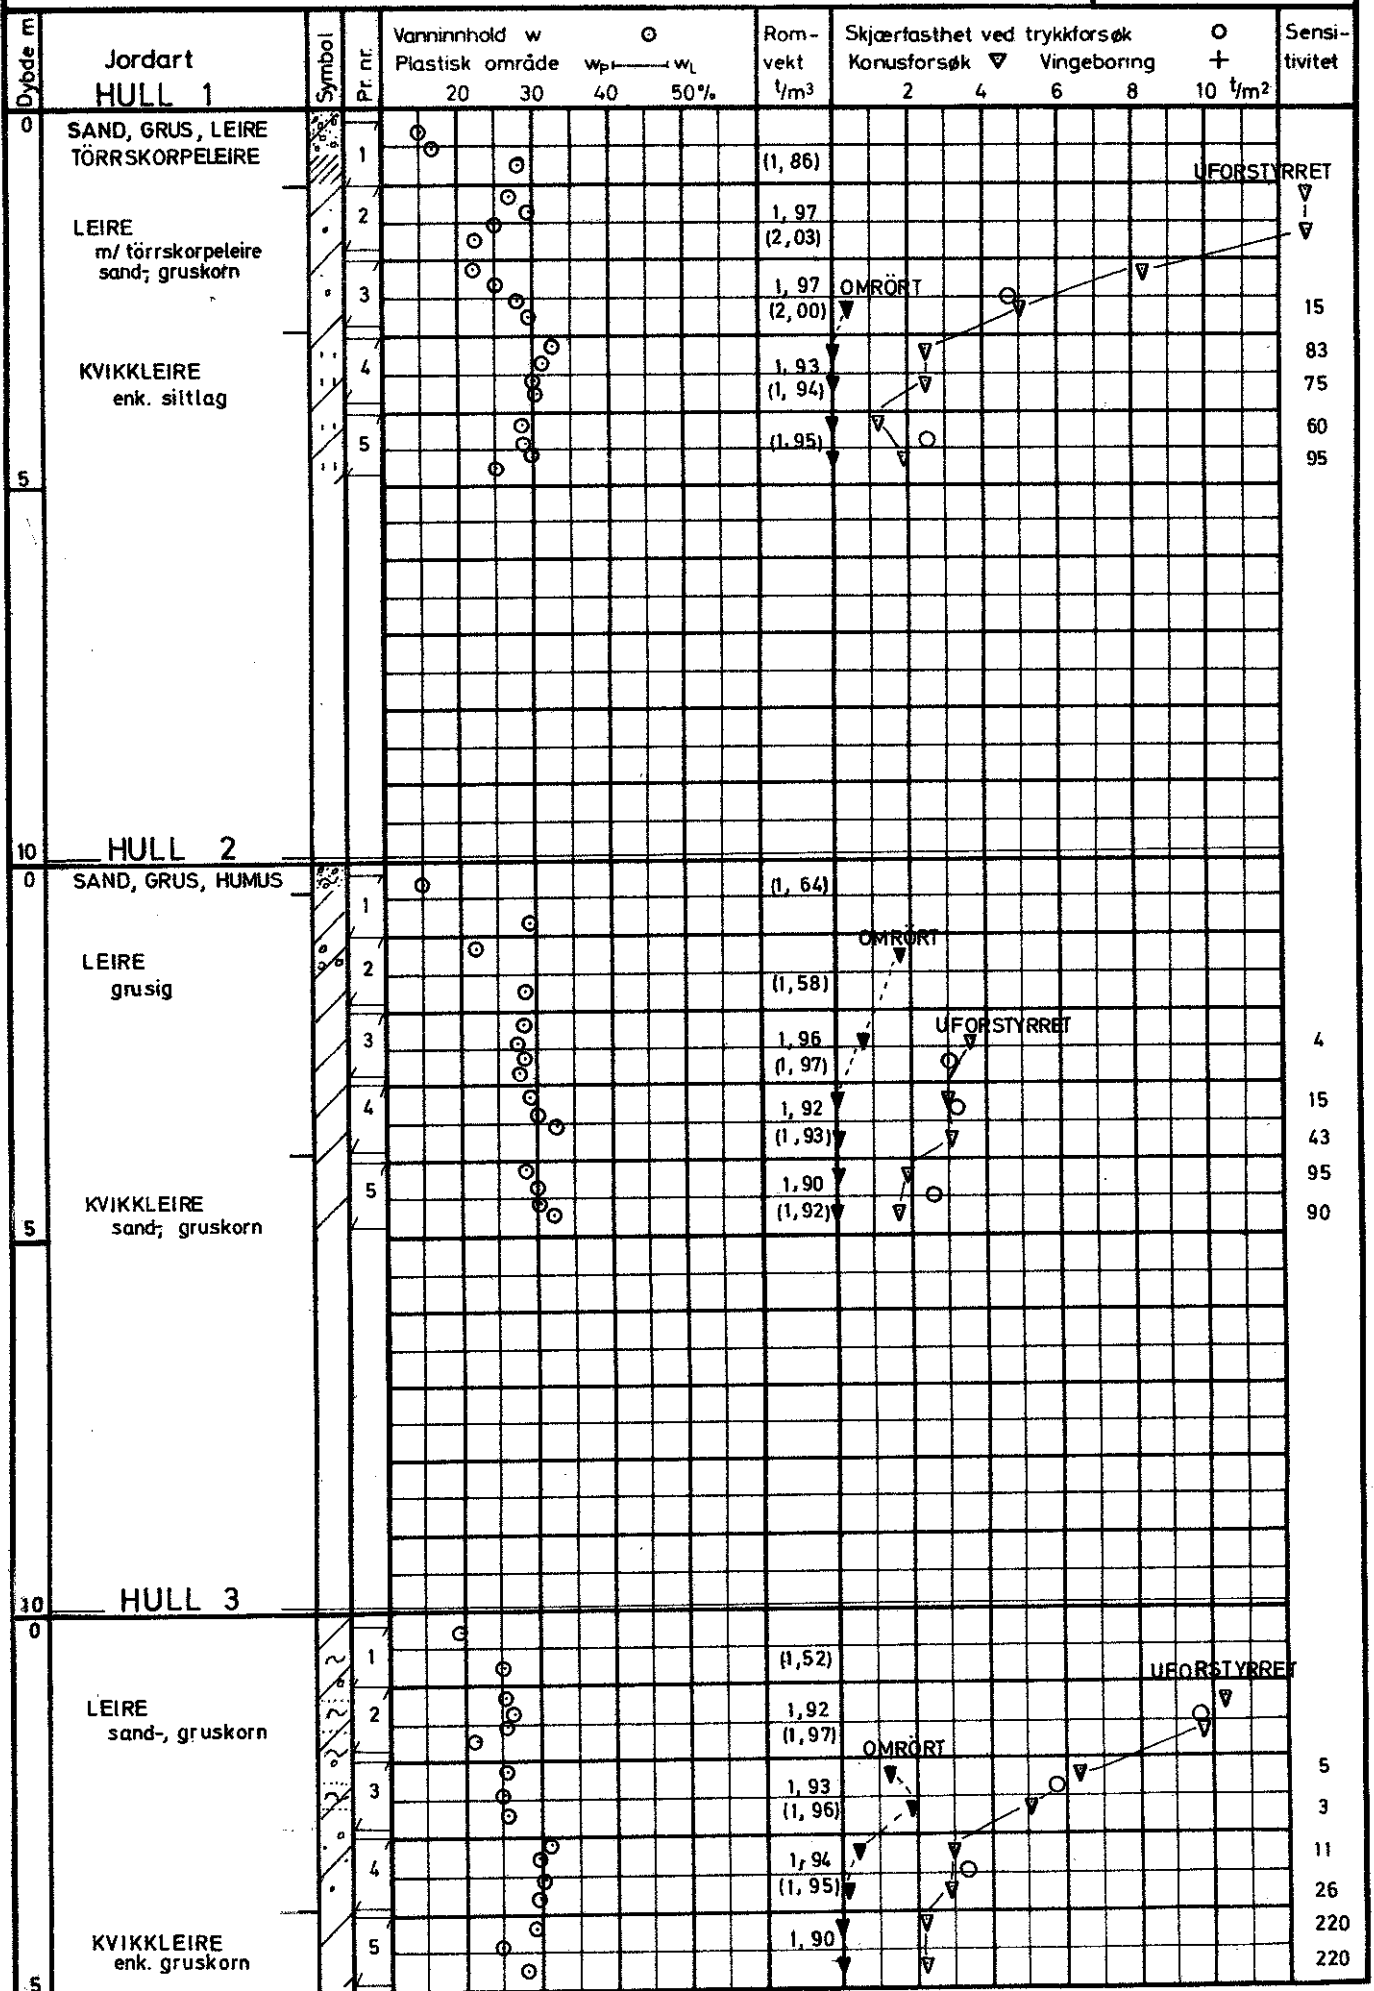 Dybde m
Jordart
Symbol
Pr. nr.
Vanninnhold w
Plastisk område wP wL
20 30 40 50%
Rom-
vekt
t/m3
Skjærfasthet ved trykkforsøk
Konusforsøk Vingeboring +
2 4 6 8 10 t/m2
Sensi-
tivitet
HULL 1
0
SAND, GRUS, LEIRE
TÖRRSKORPELEIRE
1
(1, 86)
UFORSTYRRET
LEIRE
m/ törrskorpeleire
sand-, gruskorn
2
1, 97
(2, 03)
3
1, 97
(2, 00)
OMRÖRT
15
KVIKKLEIRE
enk. siltlag
4
1, 93
(1, 94)
83
75
5
(1, 95)
60
95
5
10
HULL 2
0
SAND, GRUS, HUMUS
1
(1, 64)
OMRÖRT
LEIRE
grusig
2
(1, 58)
UFORSTYRRET
3
1, 96
(1, 97)
4
4
1, 92
(1, 93)
15
43
KVIKKLEIRE
sand-, gruskorn
5
1, 90
(1, 92)
95
90
5
10
HULL 3
0
1
(1, 52)
UFORSTYRRET
LEIRE
sand-, gruskorn
2
1, 92
(1, 97)
OMRÖRT
3
1, 93
(1, 96)
5
3
4
1, 94
(1, 95)
11
26
KVIKKLEIRE
enk. gruskorn
5
1, 90
220
220
5